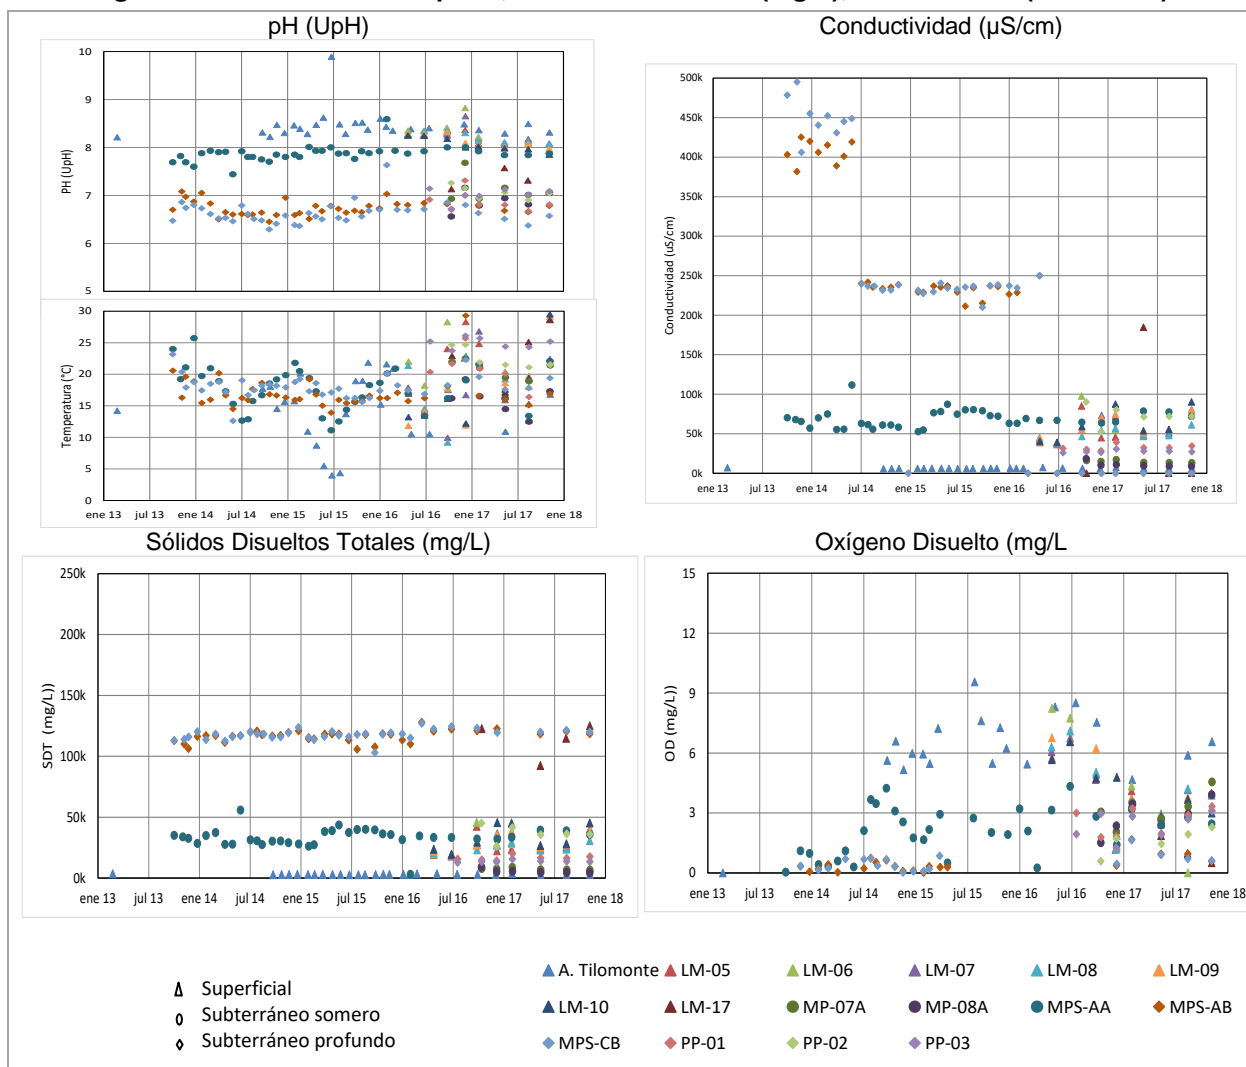 pH (UpH)
Conductividad (µS/cm)
10
9
8
7
6
5
PH (UpH)
30
25
20
15
10
5
0
Temperatura (°C)
ene 13 jul 13 ene 14 jul 14 ene 15 jul 15 ene 16 jul 16 ene 17 jul 17 ene 18
500k
450k
400k
350k
300k
250k
200k
150k
100k
50k
0k
Conductividad (uS/cm)
ene 13 jul 13 ene 14 jul 14 ene 15 jul 15 ene 16 jul 16 ene 17 jul 17 ene 18
Sólidos Disueltos Totales (mg/L)
Oxígeno Disuelto (mg/L
250k
200k
150k
100k
50k
0k
SDT (mg/L))
ene 13 jul 13 ene 14 jul 14 ene 15 jul 15 ene 16 jul 16 ene 17 jul 17 ene 18
15
12
9
6
3
0
OD (mg/L))
ene 13 jul 13 ene 14 jul 14 ene 15 jul 15 ene 16 jul 16 ene 17 jul 17 ene 18
Superficial
Subterráneo somero
Subterráneo profundo
A. Tilomonte LM-05 LM-06 LM-07 LM-08 LM-09
LM-10 LM-17 MP-07A MP-08A MPS-AA MPS-AB
MPS-CB PP-01 PP-02 PP-03